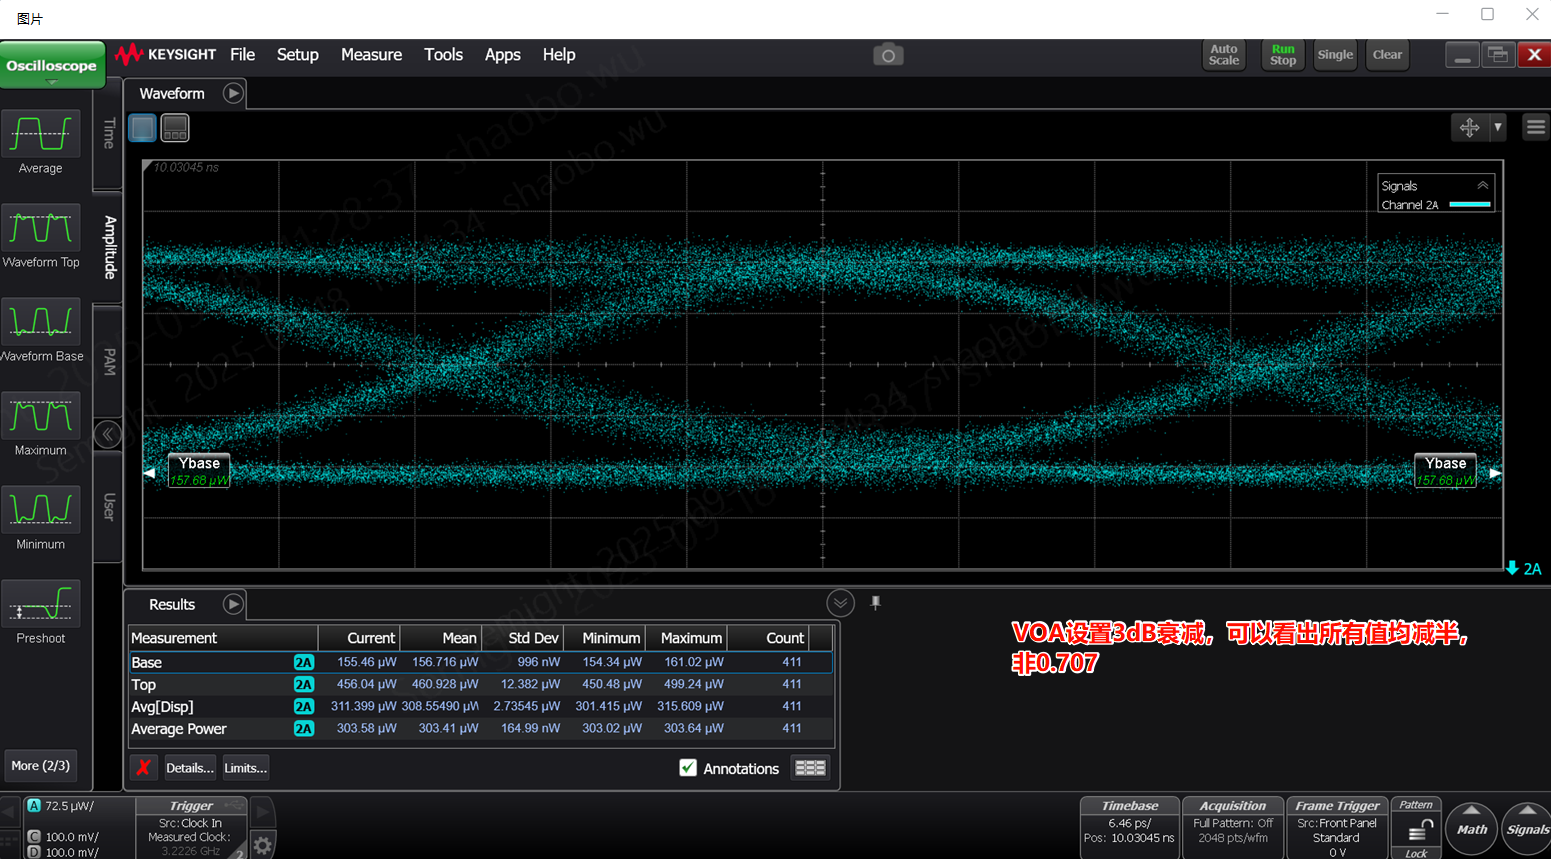 图片
Oscilloscope
KEYSIGHT File Setup Measure Tools Apps Help
Auto Scale
Run Stop
Single
Clear
Waveform
Time
Amplitude
PAM
User
Average
Waveform Top
Waveform Base
Maximum
Minimum
Preshoot
More (2/3)
10.03045 ns
Signals
Channel 2A
Ybase
157.68 µW
Ybase
157.68 µW
2A
Results
Measurement Current Mean Std Dev Minimum Maximum Count
Base 2A 155.46 µW 156.716 µW 996 nW 154.34 µW 161.02 µW 411
Top 2A 456.04 µW 460.928 µW 12.382 µW 450.48 µW 499.24 µW 411
Avg[Disp] 2A 311.399 µW 308.55490 µW 2.73545 µW 301.415 µW 315.609 µW 411
Average Power 2A 303.58 µW 303.41 µW 164.99 nW 303.02 µW 303.64 µW 411
Details... Limits...
Annotations
VOA设置3dB衰减，可以看出所有值均减半，
非0.707
A 72.5 µW/
C 100.0 mV/
D 100.0 mV/
Trigger
Src: Clock In
Measured Clock:
3.2226 GHz
2
Timebase
6.46 ps/
Pos: 10.03045 ns
Acquisition
Full Pattern: Off
2048 pts/wfm
Frame Trigger
Src: Front Panel
Standard
0 V
Pattern
Lock
Math
Signals